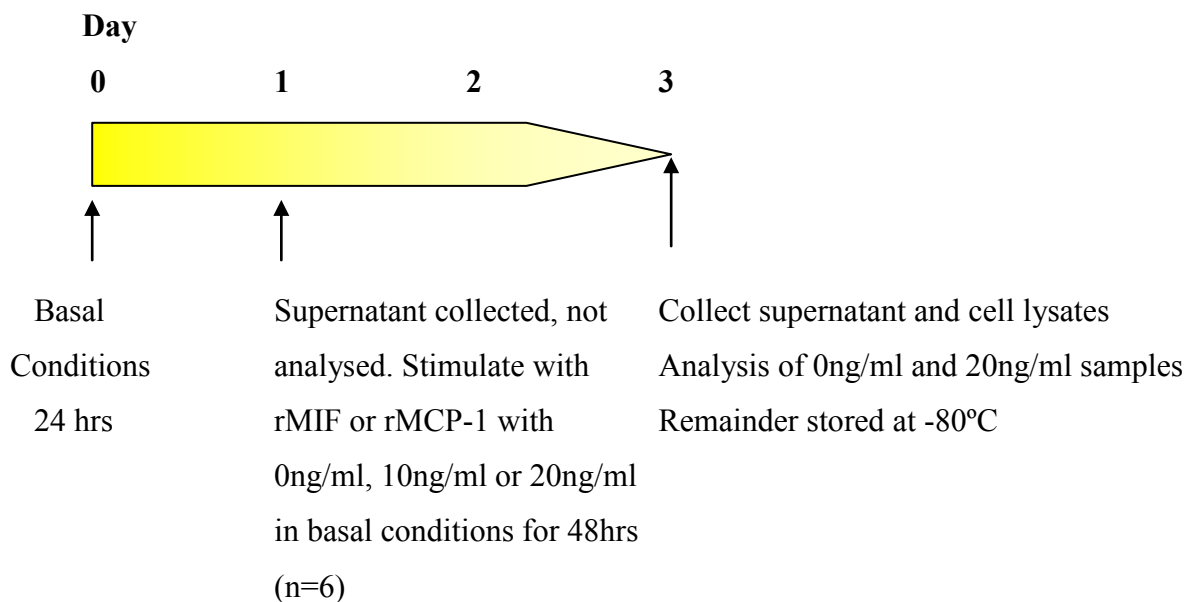 Day
0 1 2 3
Basal
Conditions
24 hrs
Supernatant collected, not
analysed. Stimulate with
rMIF or rMCP-1 with
0ng/ml, 10ng/ml or 20ng/ml
in basal conditions for 48hrs
(n=6)
Collect supernatant and cell lysates
Analysis of 0ng/ml and 20ng/ml samples
Remainder stored at -80ºC